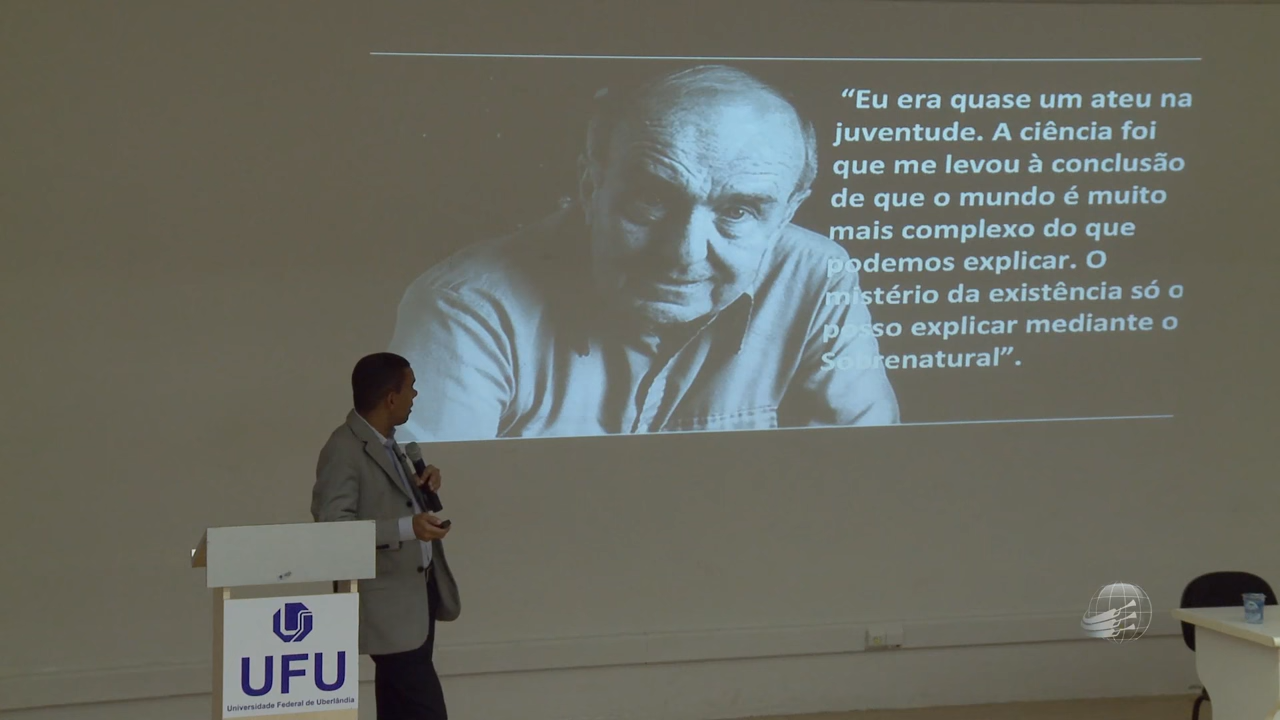 “Eu era quase um ateu na
juventude. A ciência foi
que me levou à conclusão
de que o mundo é muito
mais complexo do que
podemos explicar. O
mistério da existência só o
posso explicar mediante o
Sobrenatural”.
UFU
Universidade Federal de Uberlândia